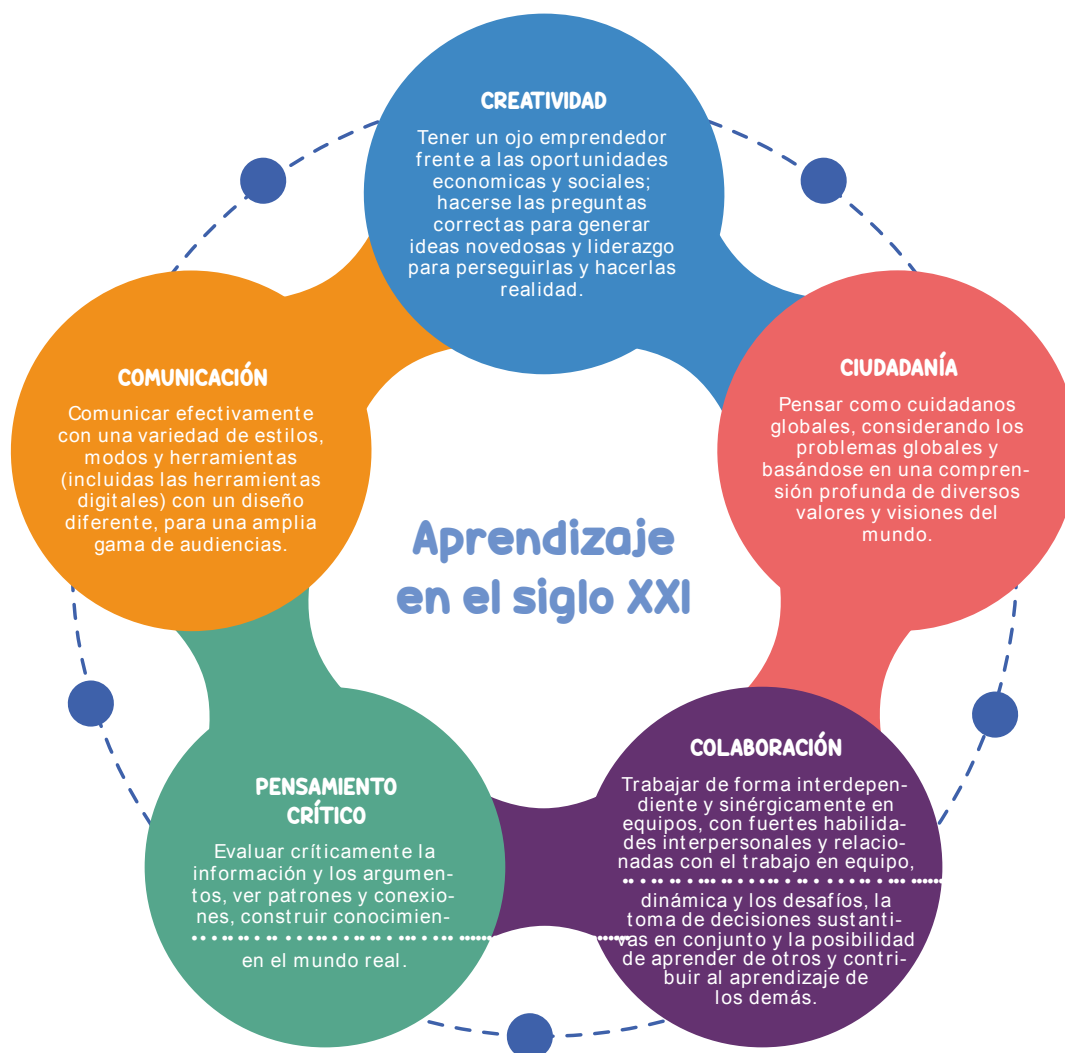 CREATIVIDAD
Tener un ojo emprendedor
frente a las oportunidades
economicas y sociales;
hacerse las preguntas
correctas para generar
ideas novedosas y liderazgo
para perseguirlas y hacerlas
realidad.
COMUNICACIÓN
Comunicar efectivamente
con una variedad de estilos,
modos y herramientas
(incluidas las herramientas
digitales) con un diseño
diferente, para una amplia
gama de audiencias.
CIUDADANÍA
Pensar como cuidadanos
globales, considerando los
problemas globales y
basándose en una compren-
sión profunda de diversos
valores y visiones del
mundo.
Aprendizaje
en el siglo XXI
PENSAMIENTO
CRÍTICO
Evaluar críticamente la
información y los argumen-
tos, ver patrones y conexio-
nes, construir conocimien-
en el mundo real.
COLABORACIÓN
Trabajar de forma interdepen-
diente y sinérgicamente en
equipos, con fuertes habilida-
des interpersonales y relacio-
nadas con el trabajo en equipo,
dinámica y los desafíos, la
toma de decisiones sustanti-
vas en conjunto y la posibilidad
de aprender de otros y contri-
buir al aprendizaje de
los demás.